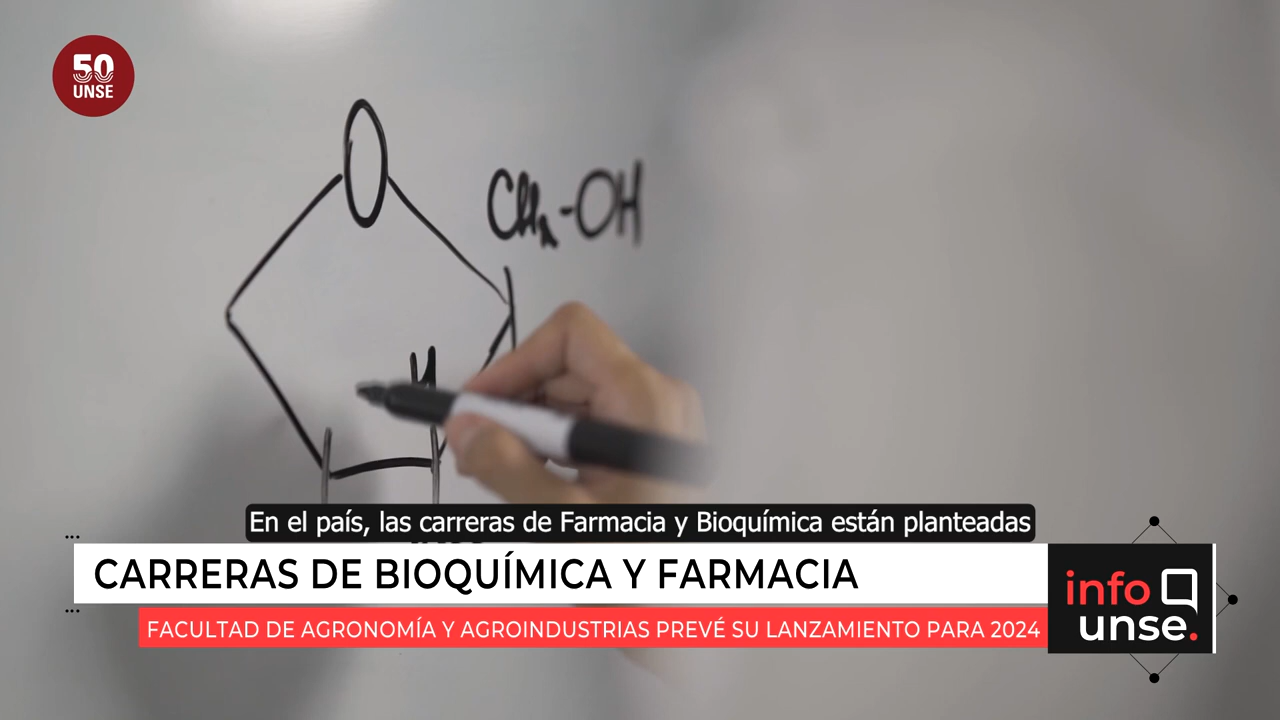 50
UNSE
O
CH₂-OH
H
En el país, las carreras de Farmacia y Bioquímica están planteadas
CARRERAS DE BIOQUÍMICA Y FARMACIA
FACULTAD DE AGRONOMÍA Y AGROINDUSTRIAS PREVÉ SU LANZAMIENTO PARA 2024
info
unse.